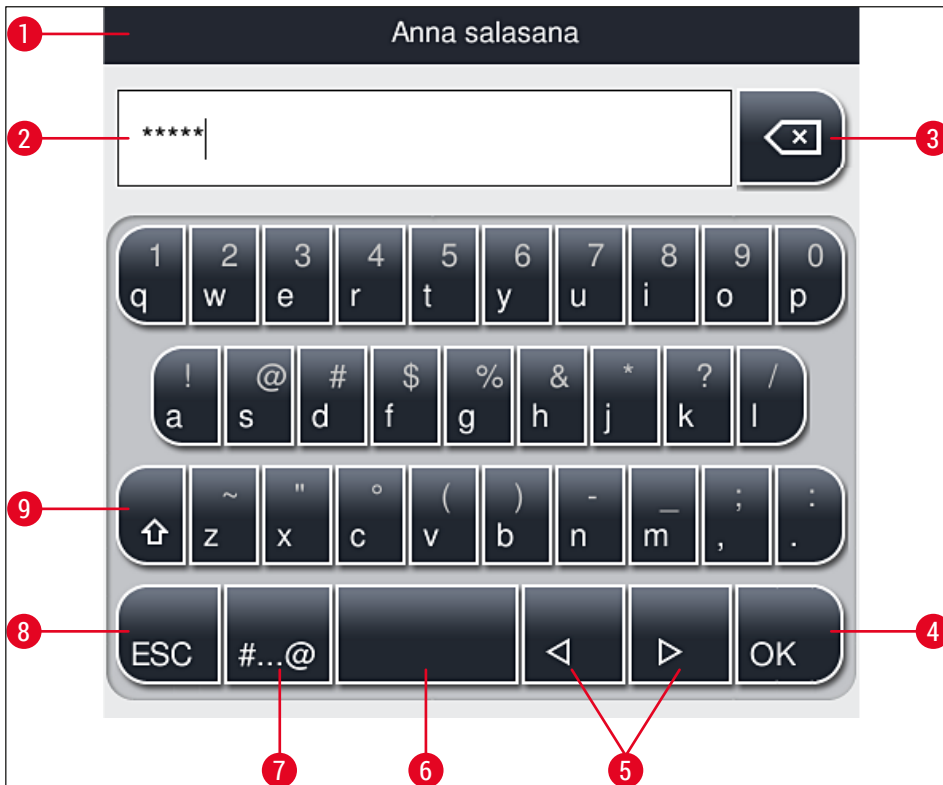 1 Anna salasana
2 ***** 3
1 2 3 4 5 6 7 8 9 0
q w e r t y u i o p
! @ # $ % & * ? /
a s d f g h j k l
9 ~ " ° ( ) - _ ; :
z x c v b n m , .
8 ESC #...@ OK 4
7 6 5